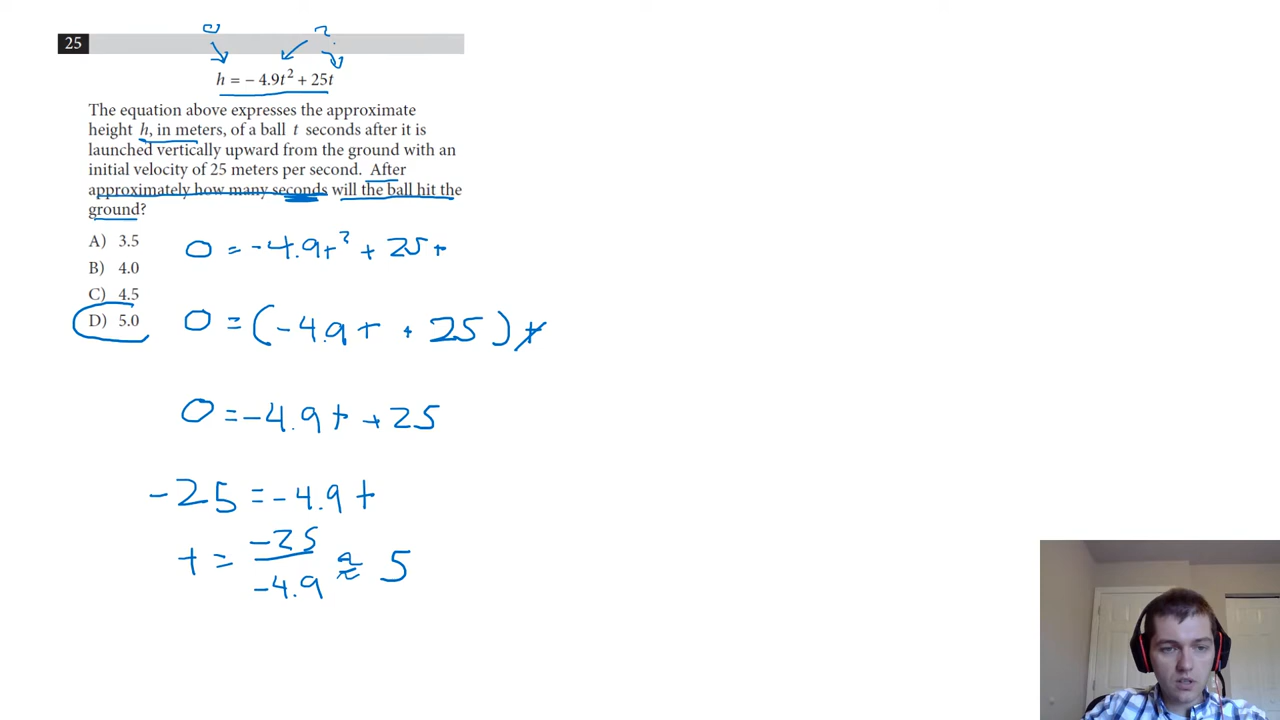 0 ?
25
h = − 4.9t² + 25t
The equation above expresses the approximate
height h, in meters, of a ball t seconds after it is
launched vertically upward from the ground with an
initial velocity of 25 meters per second. After
approximately how many seconds will the ball hit the
ground?
A) 3.5
B) 4.0
C) 4.5
D) 5.0
0 = -4.9t² + 25t
0 = (-4.9t + 25)t
0 = -4.9t + 25
-25 = -4.9t
t = -25/-4.9 ≈ 5